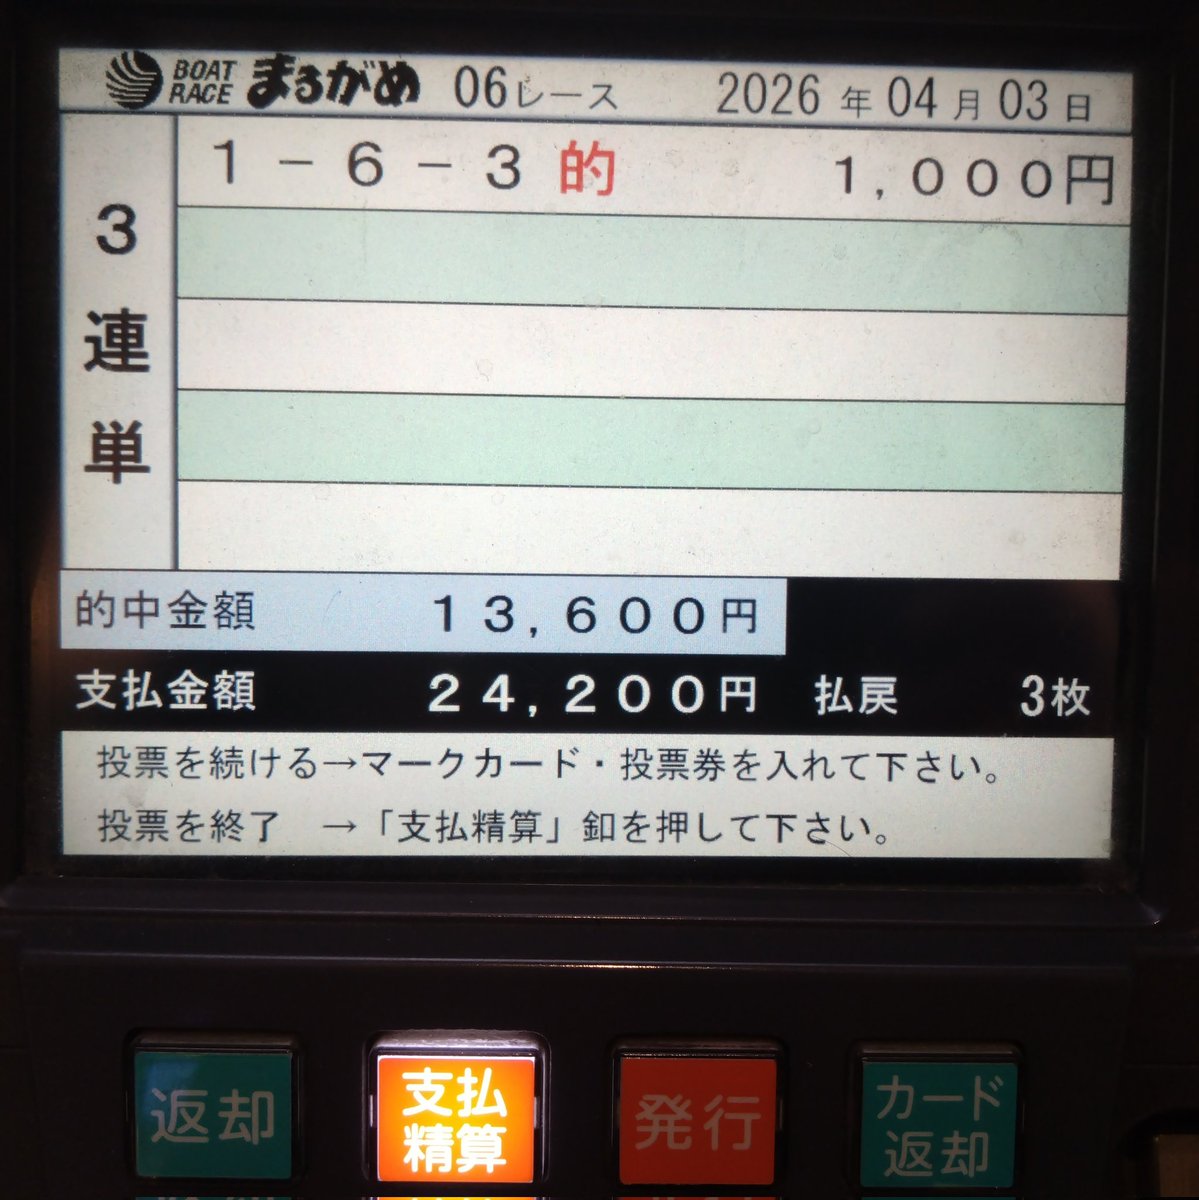 BOAT RACE まるがめ 06レース 2026年04月03日
3連単
1-6-3 的 1,000円
的中金額 13,600円
支払金額 24,200円 払戻 3枚
投票を続ける→マークカード・投票券を入れて下さい。
投票を終了 →「支払精算」釦を押して下さい。
返却
支払精算
発行
カード返却